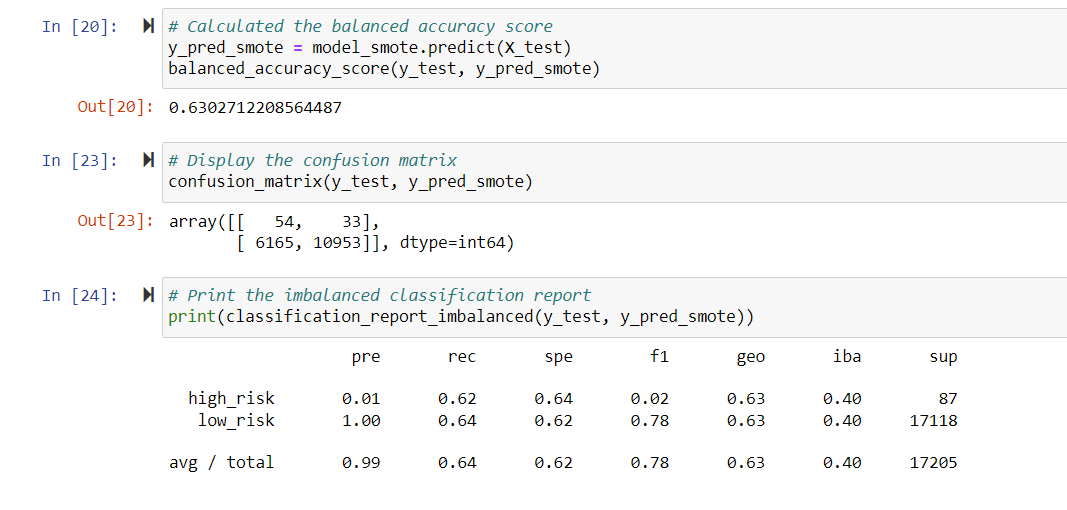 In [20]: # Calculated the balanced accuracy score
y_pred_smote = model_smote.predict(X_test)
balanced_accuracy_score(y_test, y_pred_smote)
Out[20]: 0.6302712208564487
In [23]: # Display the confusion matrix
confusion_matrix(y_test, y_pred_smote)
Out[23]: array([[   54,    33],
       [ 6165, 10953]], dtype=int64)
In [24]: # Print the imbalanced classification report
print(classification_report_imbalanced(y_test, y_pred_smote))
pre rec spe f1 geo iba sup
high_risk 0.01 0.62 0.64 0.02 0.63 0.40 87
low_risk 1.00 0.64 0.62 0.78 0.63 0.40 17118
avg / total 0.99 0.64 0.62 0.78 0.63 0.40 17205